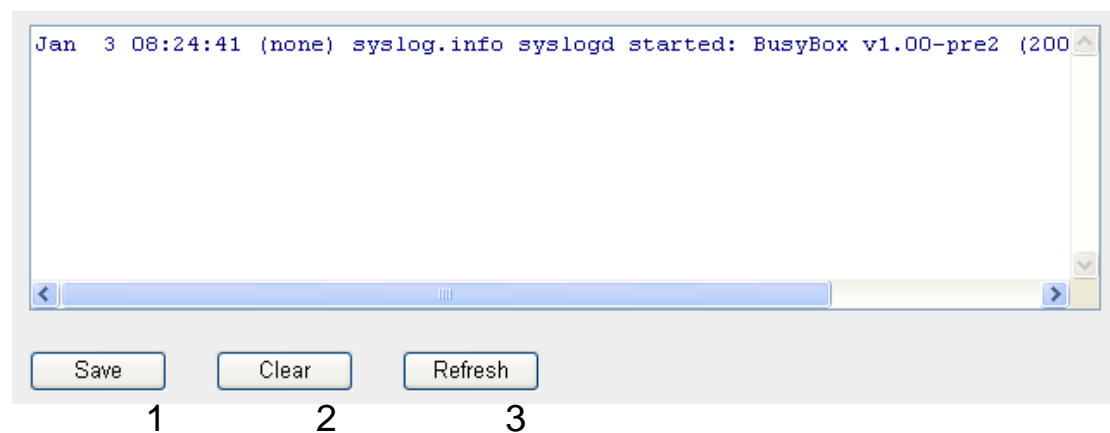 Jan  3 08:24:41 (none) syslog.info syslogd started: BusyBox v1.00-pre2 (200
Save Clear Refresh
1 2 3